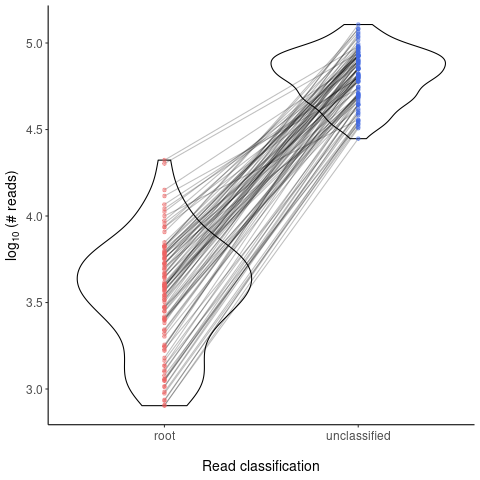 5.0
4.5
4.0
3.5
3.0
log₁₀ (# reads)
root unclassified
Read classification